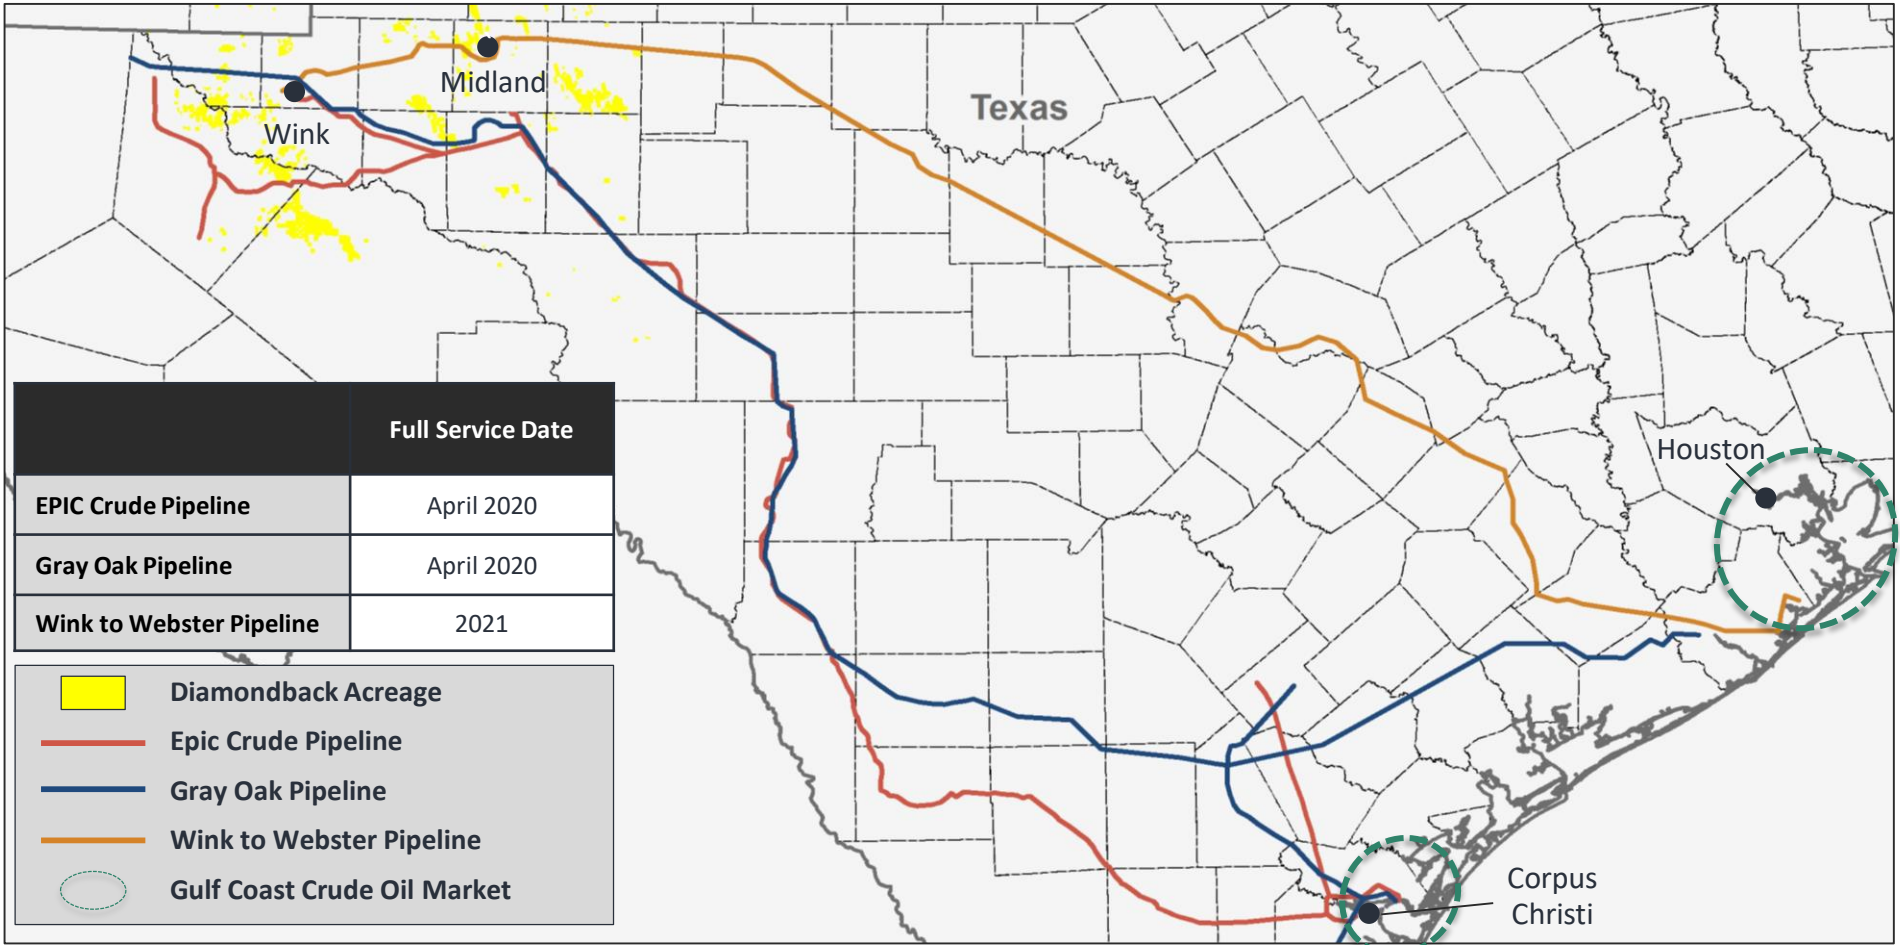 Midland
Texas
Wink
Houston
Full Service Date
EPIC Crude Pipeline April 2020
Gray Oak Pipeline April 2020
Wink to Webster Pipeline 2021
Diamondback Acreage
Epic Crude Pipeline
Gray Oak Pipeline
Wink to Webster Pipeline
Gulf Coast Crude Oil Market
Corpus
Christi